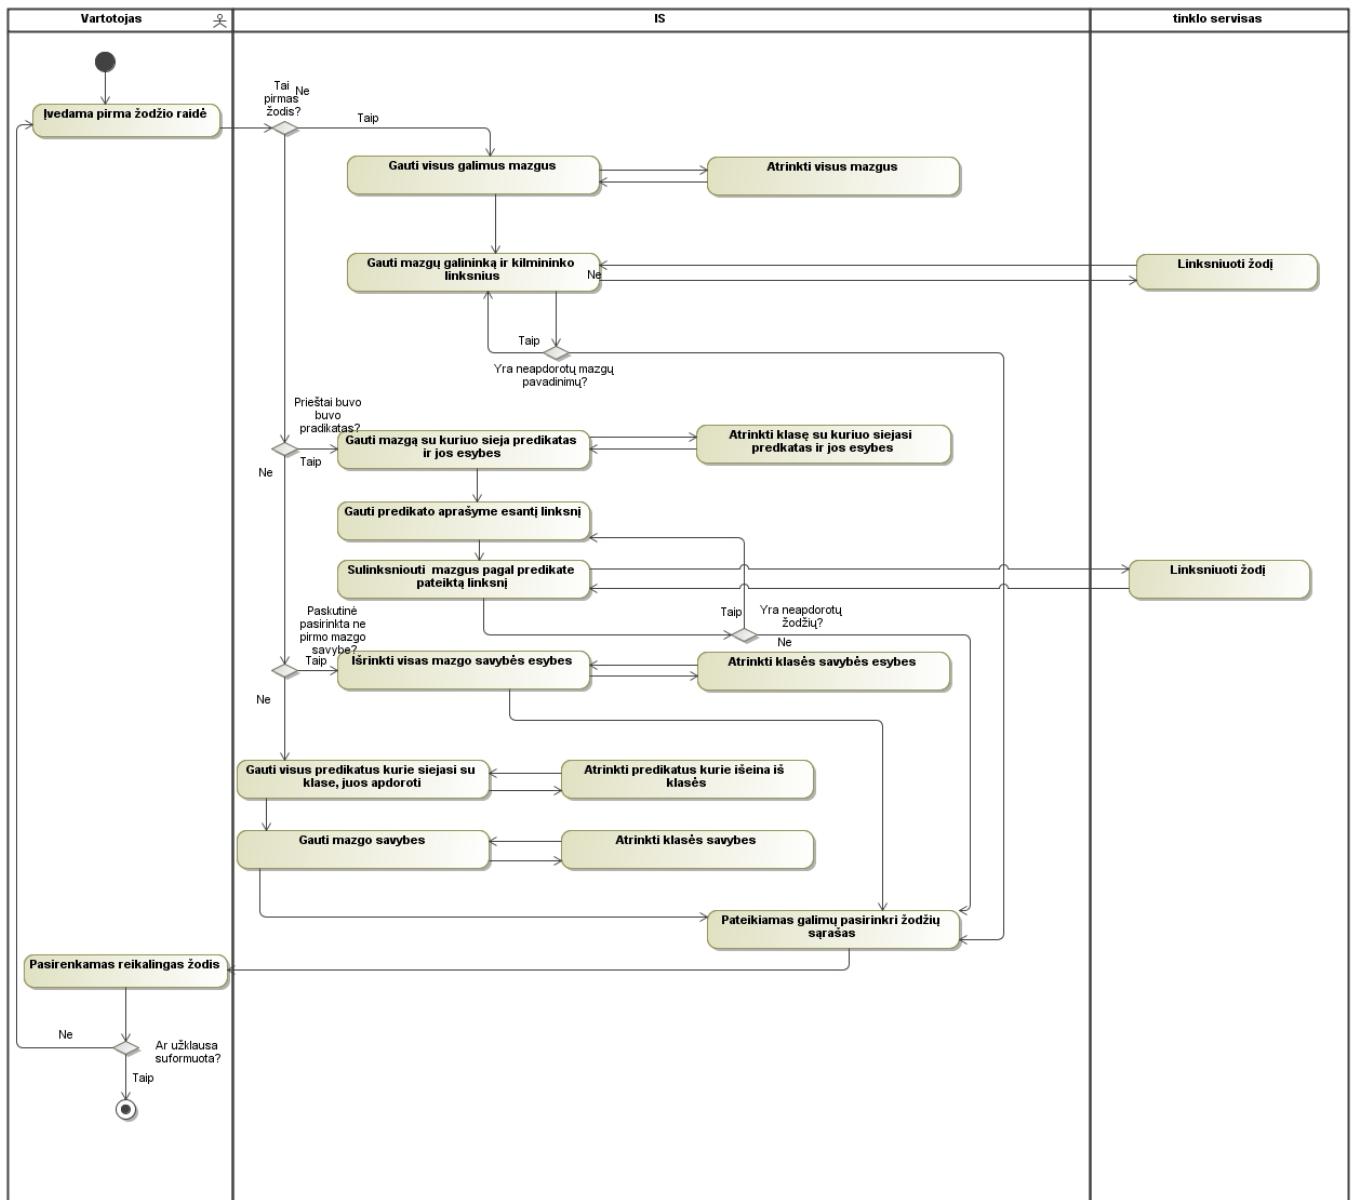 Vartotojas
IS
tinklo servisas
Įvedama pirma žodžio raidė
Tai
pirmas
žodis?
Ne
Taip
Gauti visus galimus mazgus
Atrinkti visus mazgus
Gauti mazgų galininką ir kilmininko
linksnius
Ne
Linksniuoti žodį
Taip
Yra neapdorotų mazgų
pavadinimų?
Prieštai buvo
buvo
pradikatas?
Ne
Taip
Gauti mazgą su kuriuo sieja predikatas
ir jos esybes
Atrinkti klasę su kuriuo siejasi
predkatas ir jos esybes
Gauti predikato aprašyme esantį linksnį
Sulinksniouti  mazgus pagal predikate
pateiktą linksnį
Linksniuoti žodį
Taip
Yra neapdorotų
žodžių?
Ne
Paskutinė
pasirinkta ne
pirmo mazgo
savybe?
Taip
Išrinkti visas mazgo savybės esybes
Atrinkti klasės savybės esybes
Ne
Gauti visus predikatus kurie siejasi su
klase, juos apdoroti
Atrinkti predikatus kurie išeina iš
klasės
Gauti mazgo savybes
Atrinkti klasės savybes
Pateikiamas galimų pasirinkri žodžių
sąrašas
Pasirenkamas reikalingas žodis
Ne
Ar užklausa
suformuota?
Taip